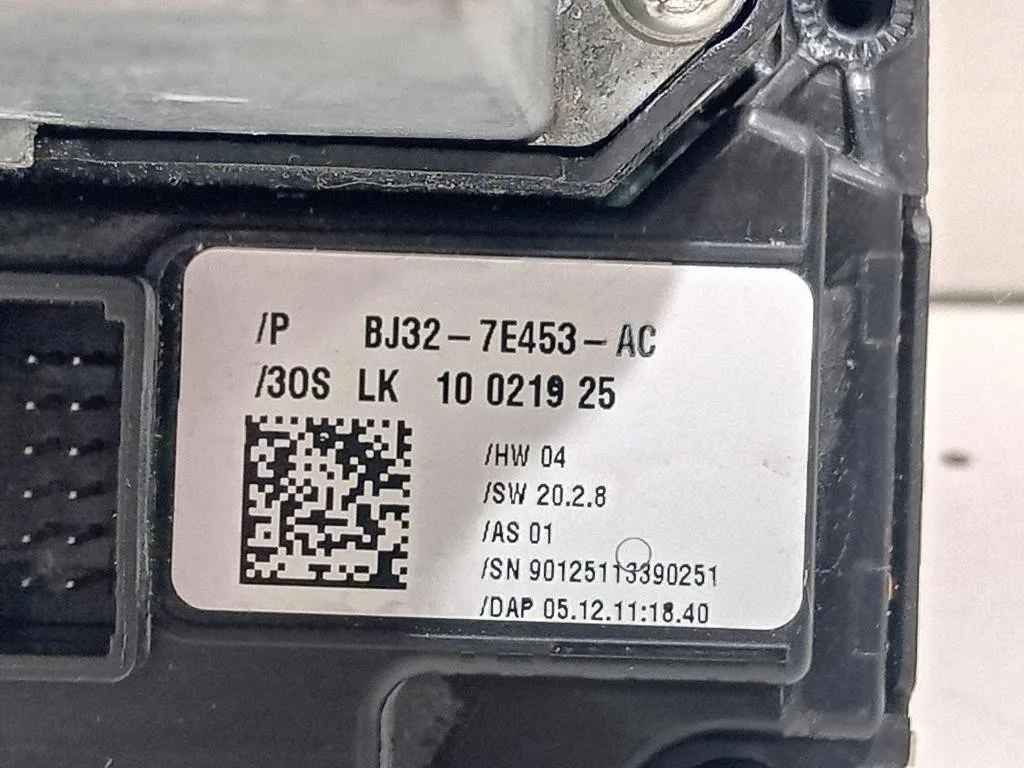 /P BJ32-7E453-AC
/3OS LK 10 0219 25
/HW 04
/SW 20.2.8
/AS 01
/SN 90125113390251
/DAP 05.12.11:18.40